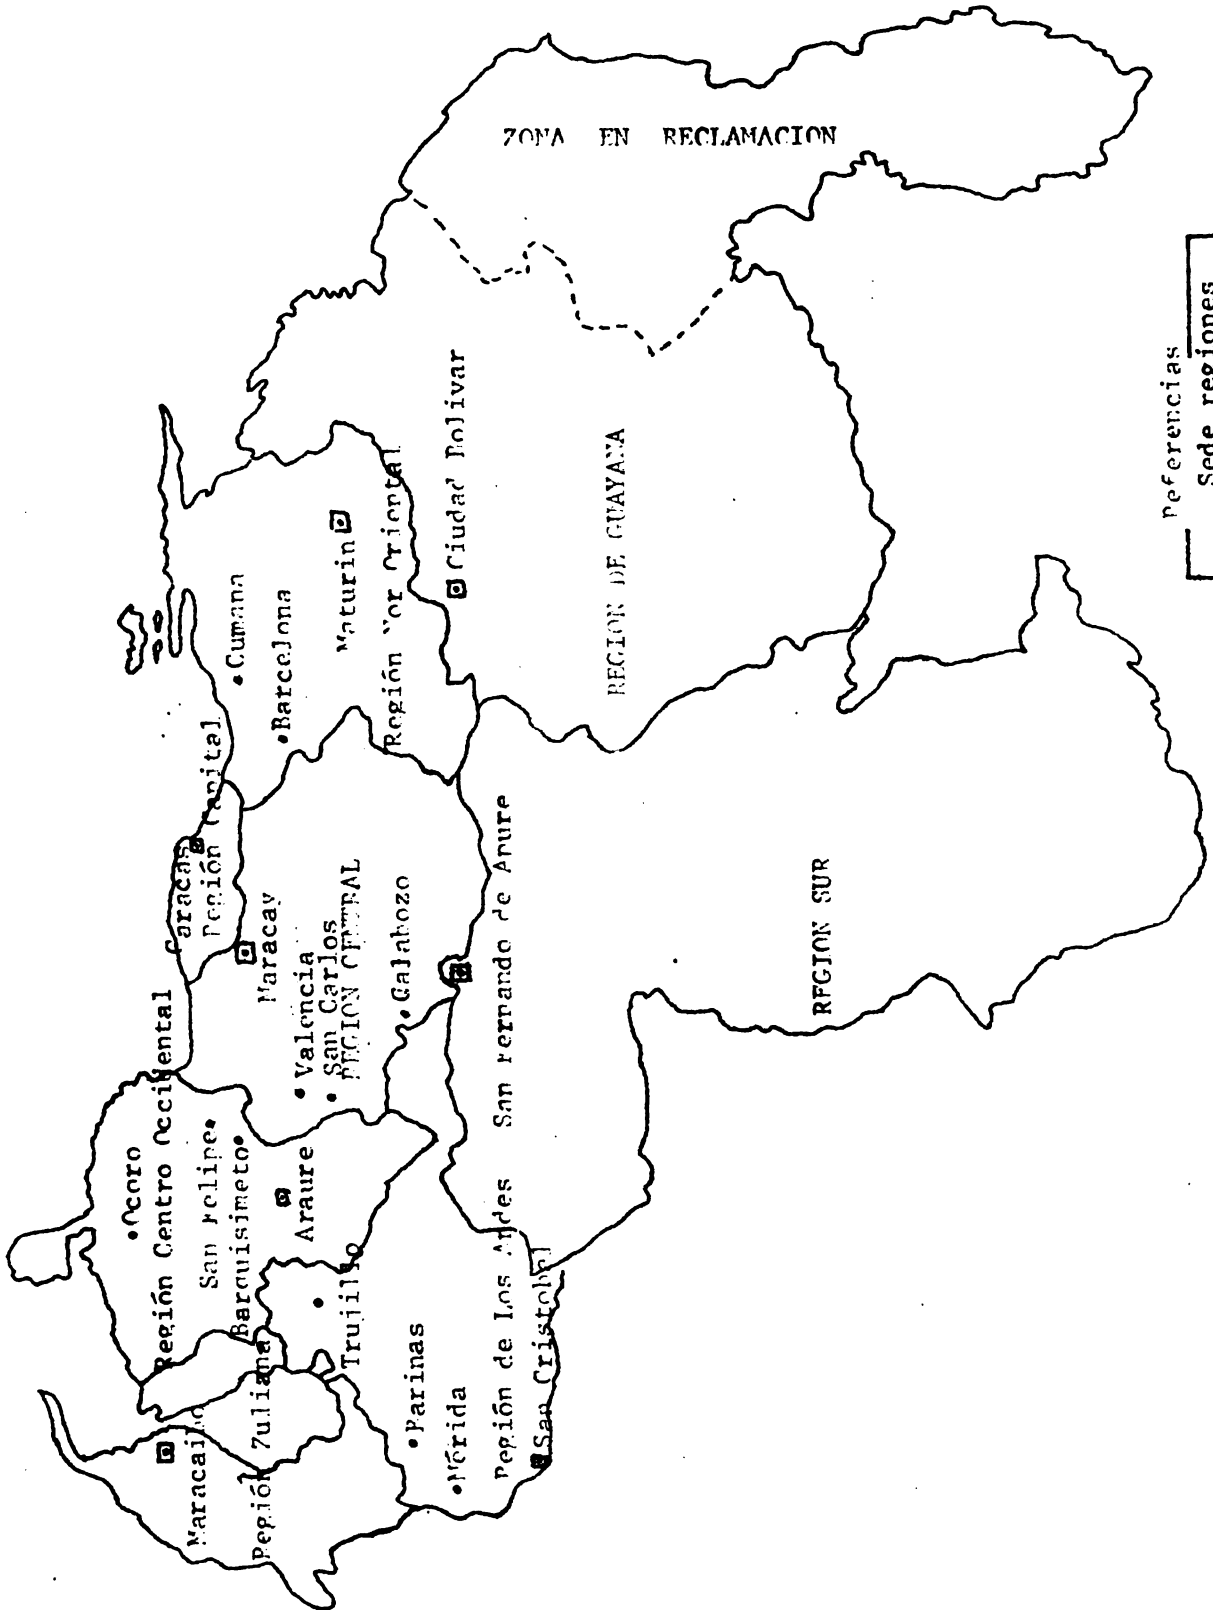 Coro
Región Centro Occidental
San Felipe
Barquisimeto
Araure
Maracaibo
Región Zuliana
Trujillo
Barinas
Mérida
Región de Los Andes
San Cristobal
Caracas
Región Capital
Maracay
Valencia
San Carlos
REGION CENTRAL
Calabozo
San Fernando de Apure
REGION SUR
Cumana
Barcelona
Maturin
Región Nor Oriental
Ciudad Bolivar
REGION DE GUAYANA
ZONA EN RECLAMACION
Referencias
Sede regiones